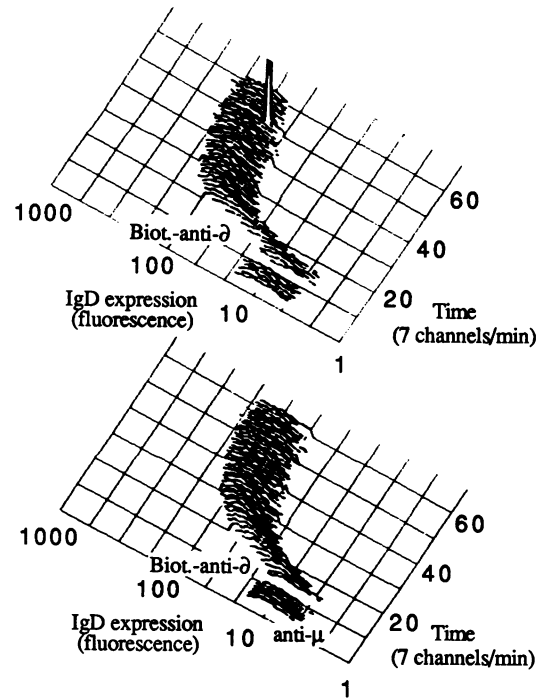 60
1000
Biot.-anti-∂
40
100
20
IgD expression
(fluorescence)
10
Time
(7 channels/min)
1
60
1000
Biot.-anti-∂
40
100
20
IgD expression
(fluorescence)
10
anti-μ
Time
(7 channels/min)
1